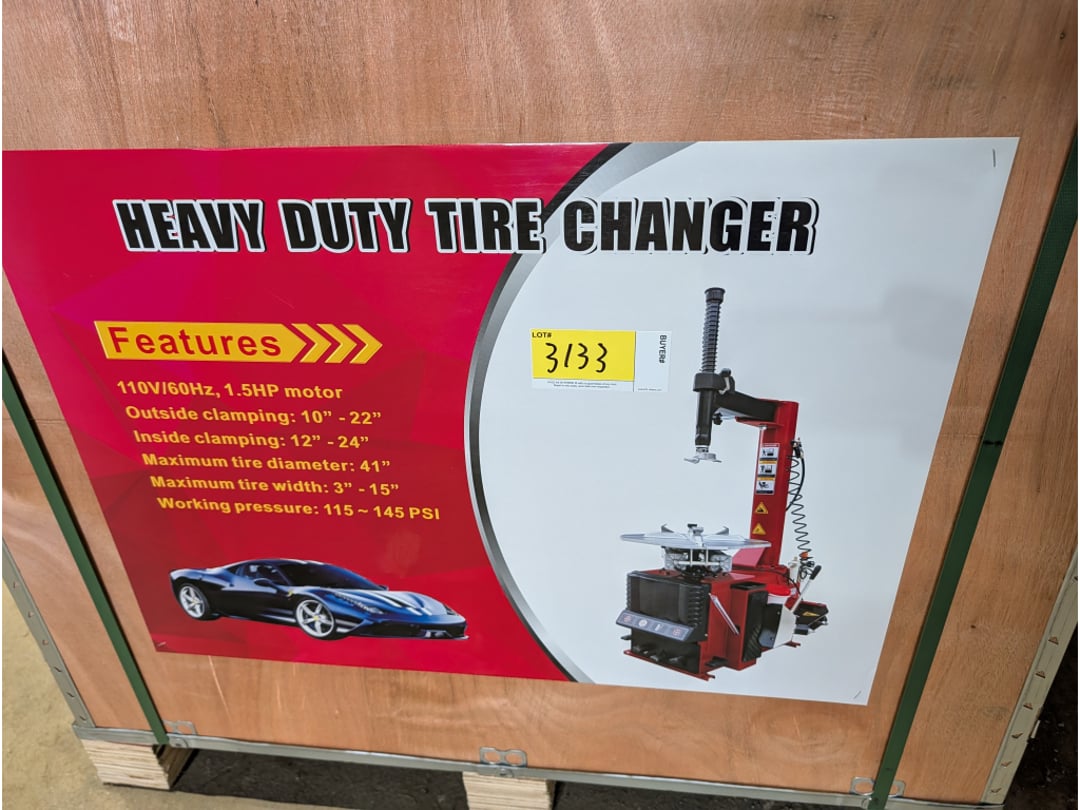 HEAVY DUTY TIRE CHANGER
Features
110V/60Hz, 1.5HP motor
Outside clamping: 10” - 22”
Inside clamping: 12” - 24”
Maximum tire diameter: 41”
Maximum tire width: 3” - 15”
Working pressure: 115 ~ 145 PSI
LOT#
3133
BUYER#